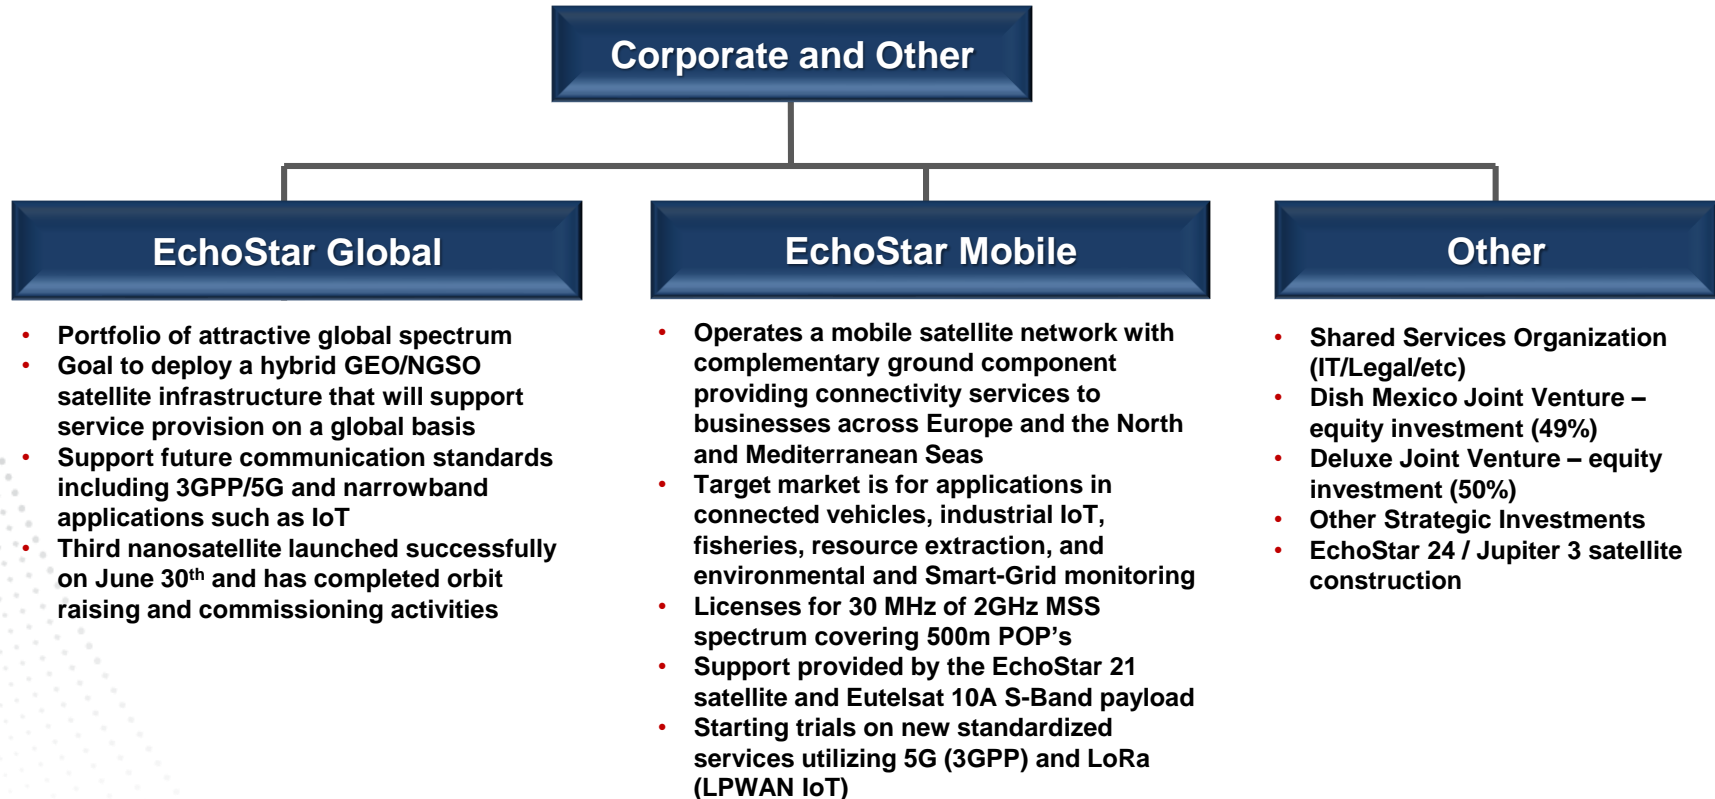 Corporate and Other
EchoStar Global
• Portfolio of attractive global spectrum
• Goal to deploy a hybrid GEO/NGSO
satellite infrastructure that will support
service provision on a global basis
• Support future communication standards
including 3GPP/5G and narrowband
applications such as IoT
• Third nanosatellite launched successfully
on June 30th and has completed orbit
raising and commissioning activities
EchoStar Mobile
• Operates a mobile satellite network with
complementary ground component
providing connectivity services to
businesses across Europe and the North
and Mediterranean Seas
• Target market is for applications in
connected vehicles, industrial IoT,
fisheries, resource extraction, and
environmental and Smart-Grid monitoring
• Licenses for 30 MHz of 2GHz MSS
spectrum covering 500m POP’s
• Support provided by the EchoStar 21
satellite and Eutelsat 10A S-Band payload
• Starting trials on new standardized
services utilizing 5G (3GPP) and LoRa
(LPWAN IoT)
Other
• Shared Services Organization
(IT/Legal/etc)
• Dish Mexico Joint Venture –
equity investment (49%)
• Deluxe Joint Venture – equity
investment (50%)
• Other Strategic Investments
• EchoStar 24 / Jupiter 3 satellite
construction